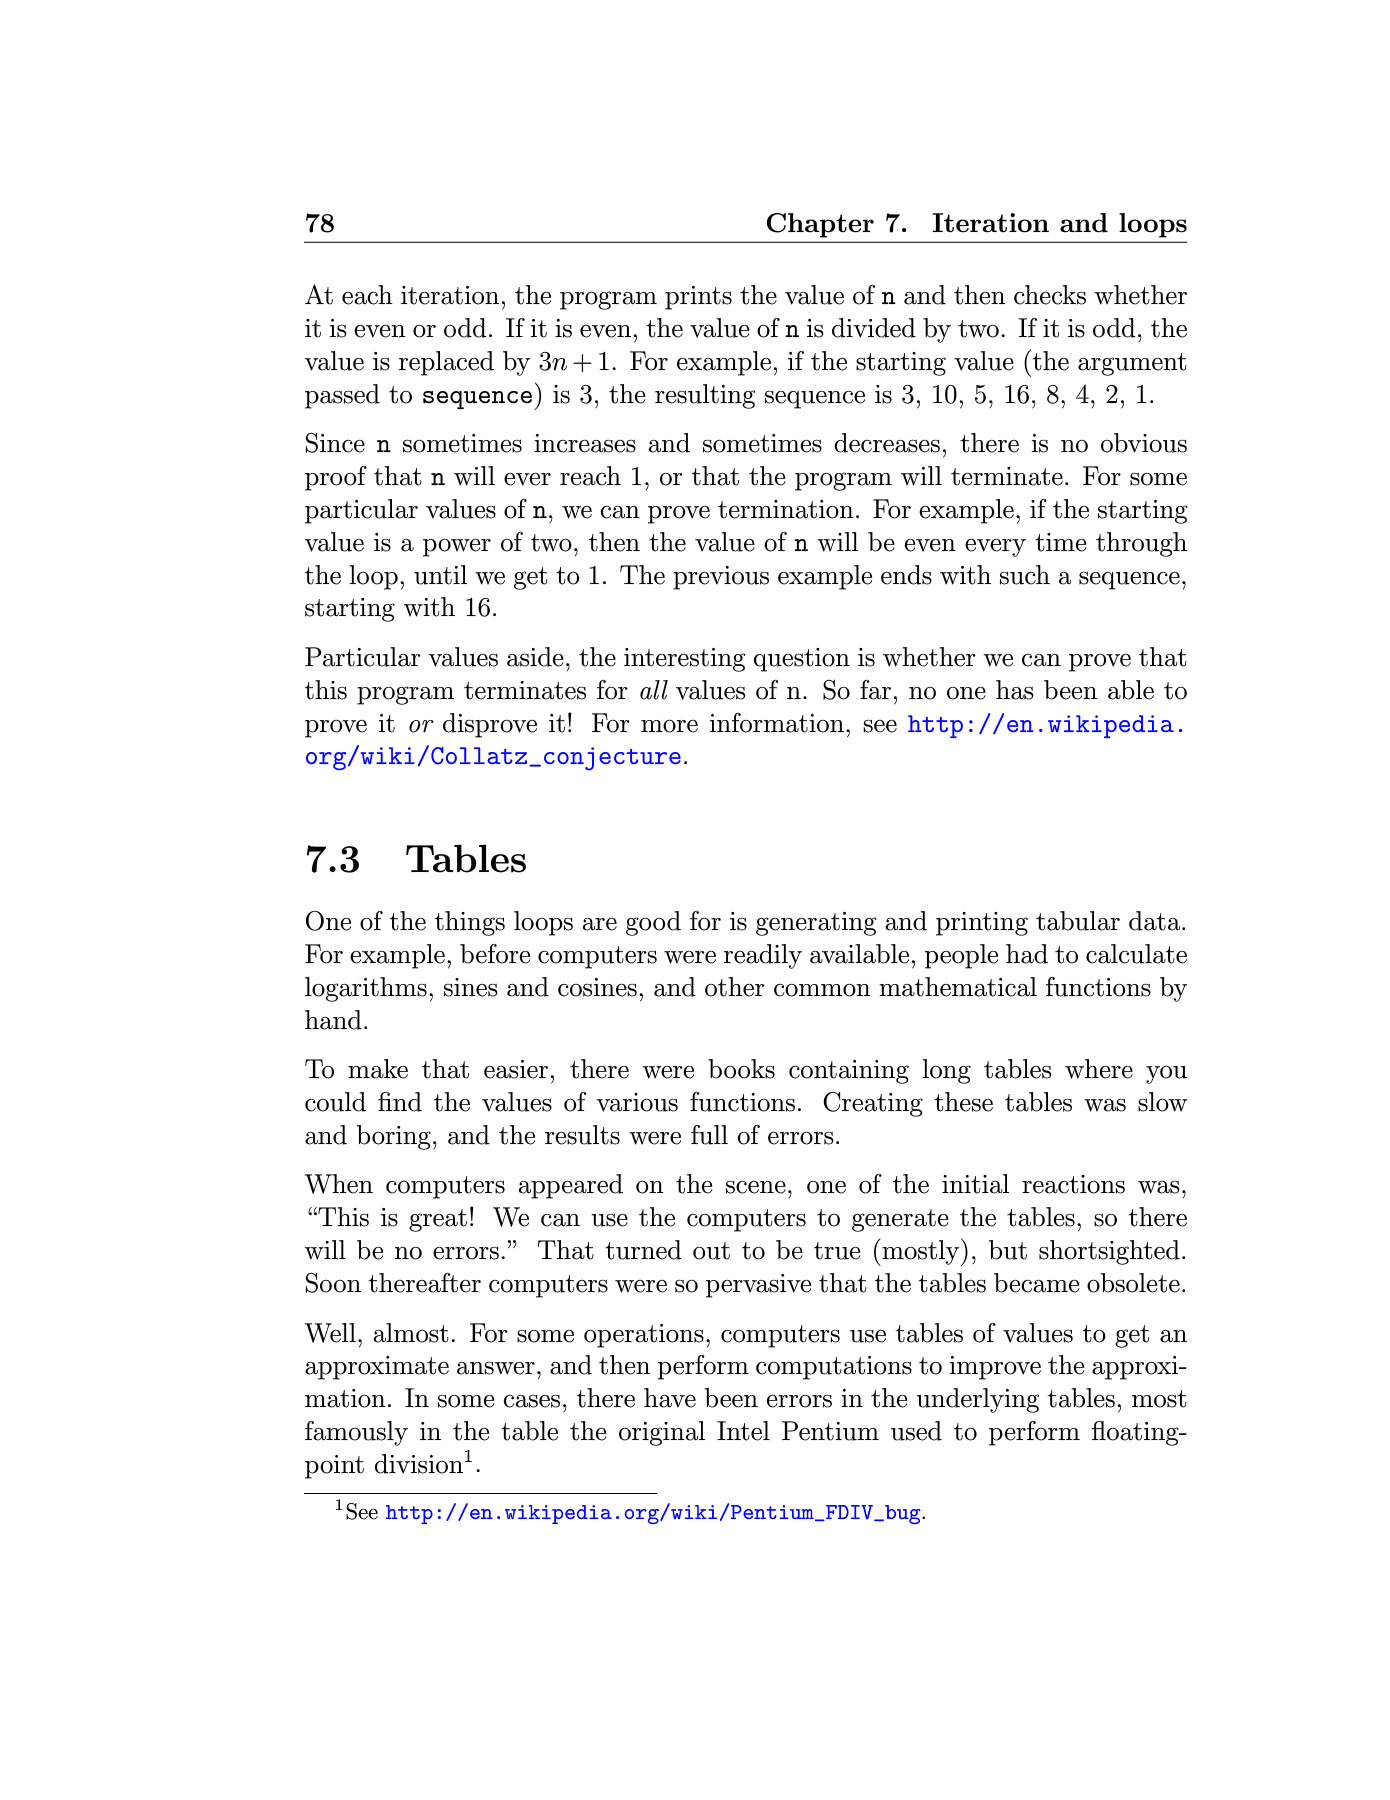 78 Chapter 7. Iteration and loops
At each iteration, the program prints the value of n and then checks whether
it is even or odd. If it is even, the value of n is divided by two. If it is odd, the
value is replaced by 3n + 1. For example, if the starting value (the argument
passed to sequence) is 3, the resulting sequence is 3, 10, 5, 16, 8, 4, 2, 1.
Since n sometimes increases and sometimes decreases, there is no obvious
proof that n will ever reach 1, or that the program will terminate. For some
particular values of n, we can prove termination. For example, if the starting
value is a power of two, then the value of n will be even every time through
the loop, until we get to 1. The previous example ends with such a sequence,
starting with 16.
Particular values aside, the interesting question is whether we can prove that
this program terminates for all values of n. So far, no one has been able to
prove it or disprove it! For more information, see http://en.wikipedia.
org/wiki/Collatz_conjecture.
7.3 Tables
One of the things loops are good for is generating and printing tabular data.
For example, before computers were readily available, people had to calculate
logarithms, sines and cosines, and other common mathematical functions by
hand.
To make that easier, there were books containing long tables where you
could find the values of various functions. Creating these tables was slow
and boring, and the results were full of errors.
When computers appeared on the scene, one of the initial reactions was,
“This is great! We can use the computers to generate the tables, so there
will be no errors.” That turned out to be true (mostly), but shortsighted.
Soon thereafter computers were so pervasive that the tables became obsolete.
Well, almost. For some operations, computers use tables of values to get an
approximate answer, and then perform computations to improve the approxi-
mation. In some cases, there have been errors in the underlying tables, most
famously in the table the original Intel Pentium used to perform floating-
point division¹.
¹See http://en.wikipedia.org/wiki/Pentium_FDIV_bug.